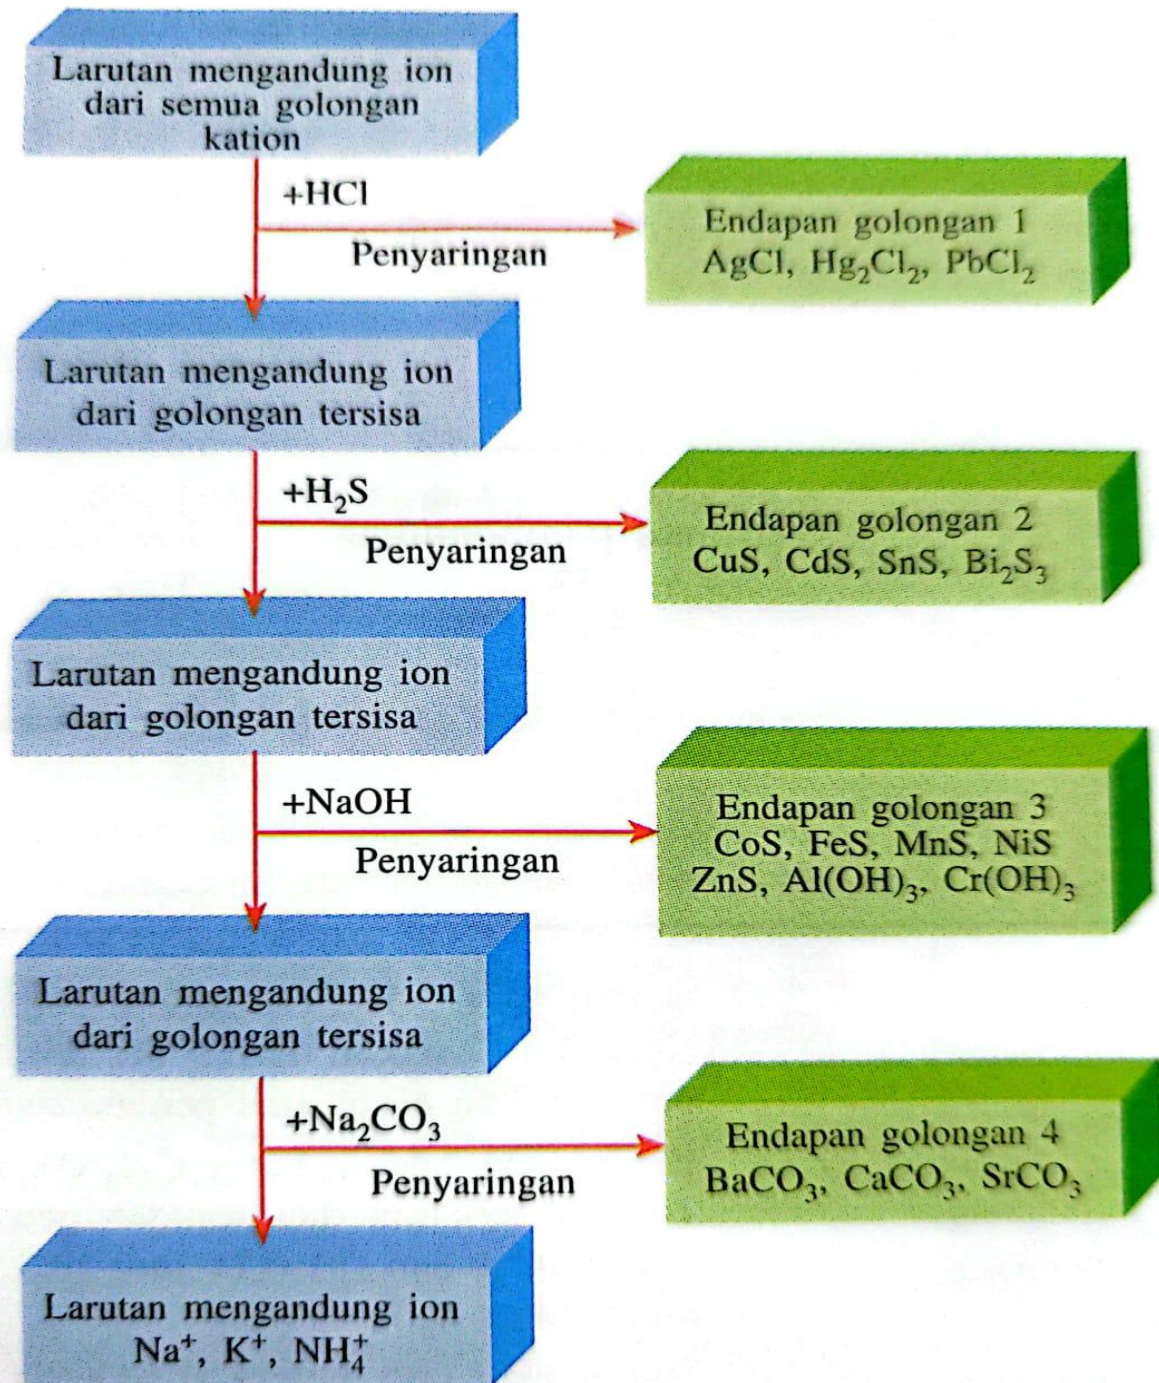 Larutan mengandung ion
dari semua golongan
kation
+HCl
Penyaringan
Endapan golongan 1
AgCl, Hg₂Cl₂, PbCl₂
Larutan mengandung ion
dari golongan tersisa
+H₂S
Penyaringan
Endapan golongan 2
CuS, CdS, SnS, Bi₂S₃
Larutan mengandung ion
dari golongan tersisa
+NaOH
Penyaringan
Endapan golongan 3
CoS, FeS, MnS, NiS
ZnS, Al(OH)₃, Cr(OH)₃
Larutan mengandung ion
dari golongan tersisa
+Na₂CO₃
Penyaringan
Endapan golongan 4
BaCO₃, CaCO₃, SrCO₃
Larutan mengandung ion
Na⁺, K⁺, NH₄⁺